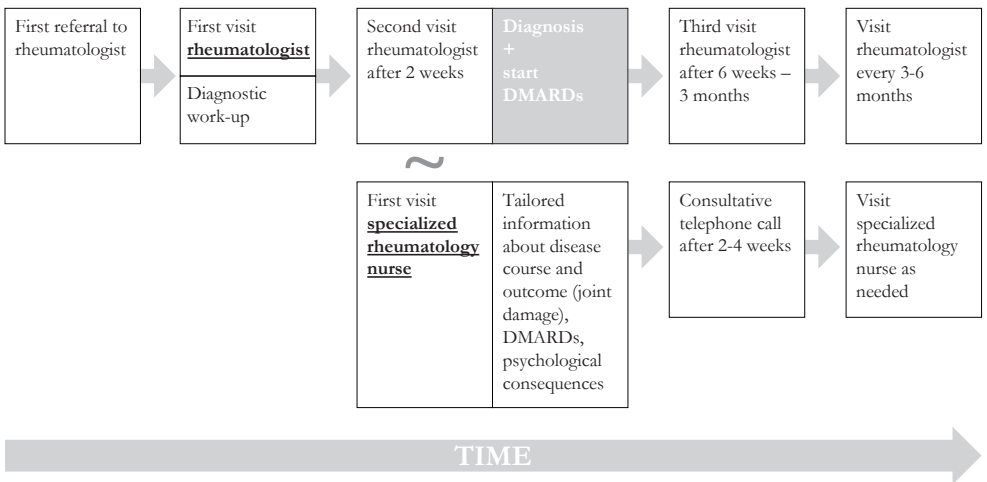 First referral to
rheumatologist
First visit
rheumatologist
Diagnostic
work-up
Second visit
rheumatologist
after 2 weeks
Diagnosis
+
start
DMARDs
Third visit
rheumatologist
after 6 weeks –
3 months
Visit
rheumatologist
every 3-6
months
~
First visit
specialized
rheumatology
nurse
Tailored
information
about disease
course and
outcome (joint
damage),
DMARDs,
psychological
consequences
Consultative
telephone call
after 2-4 weeks
Visit
specialized
rheumatology
nurse as
needed
TIME